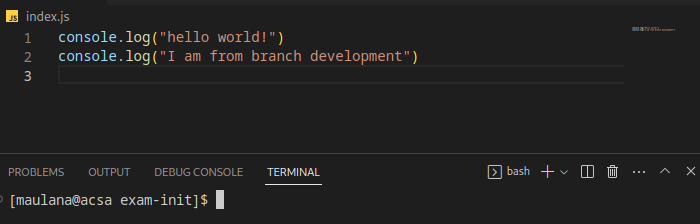 JS index.js
1 console.log("hello world!")
2 console.log("I am from branch development")
3
PROBLEMS OUTPUT DEBUG CONSOLE TERMINAL bash
[maulana@acsa exam-init]$